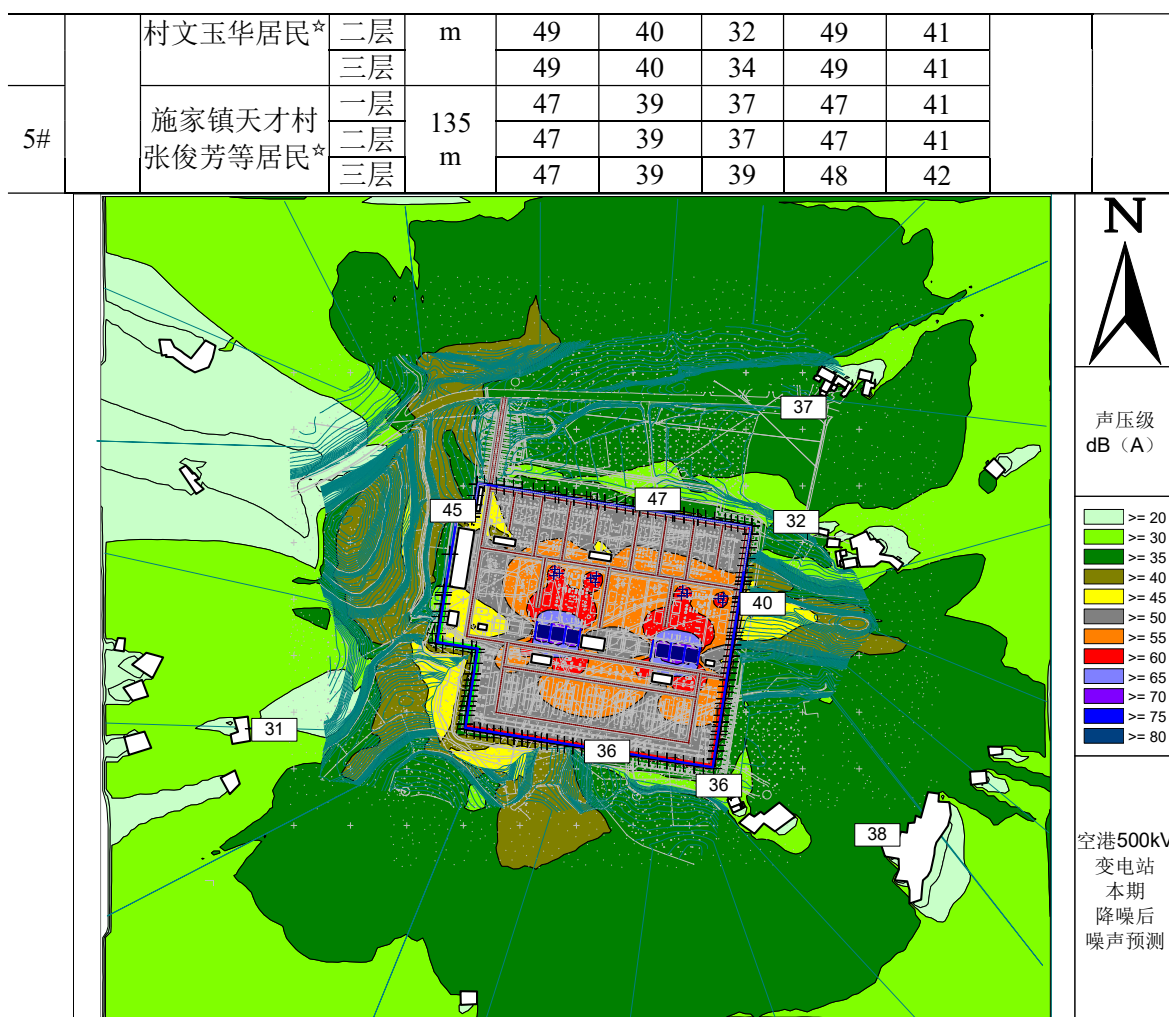 村文玉华居民☆ 二层 m 49 40 32 49 41
三层 49 40 34 49 41
5# 施家镇天才村张俊芳等居民☆ 135 m
一层 47 39 37 47 41
二层 47 39 37 47 41
三层 47 39 39 48 42
N
37
47
45
32
40
31
36
36
38
声压级
dB（A）
>= 20
>= 30
>= 35
>= 40
>= 45
>= 50
>= 55
>= 60
>= 65
>= 70
>= 75
>= 80
空港500kV
变电站
本期
降噪后
噪声预测